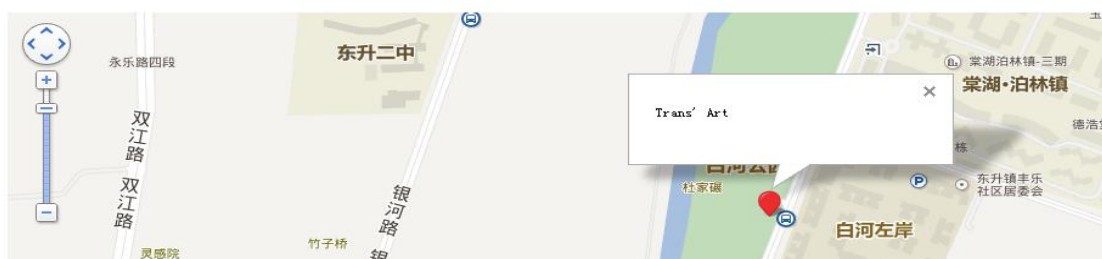 永乐路四段
东升二中
棠湖泊林镇-三期
棠湖·泊林镇
Trans' Art
双江路
德浩
栋
白河公园
杜家碾
P
东升镇丰乐
社区居委会
双江路
银河路
白河左岸
竹子桥
灵感院
银